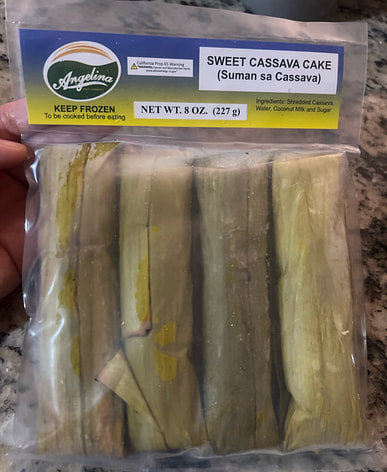 Angelina
California Prop 65 Warning
WARNING
SWEET CASSAVA CAKE
(Suman sa Cassava)
KEEP FROZEN
To be cooked before eating
NET WT. 8 OZ. (227 g)
Ingredients: Shredded Cassava,
Water, Coconut Milk and Sugar